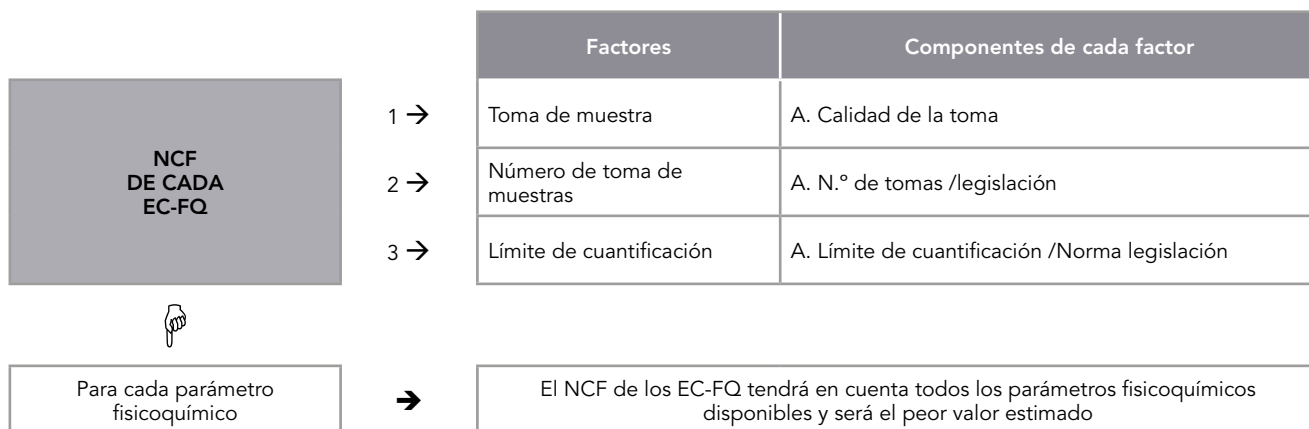 Factores
Componentes de cada factor
NCF
DE CADA
EC-FQ
1 →
Toma de muestra
A. Calidad de la toma
2 →
Número de toma de
muestras
A. N.º de tomas /legislación
3 →
Límite de cuantificación
A. Límite de cuantificación /Norma legislación
Para cada parámetro
fisicoquímico
→
El NCF de los EC-FQ tendrá en cuenta todos los parámetros fisicoquímicos
disponibles y será el peor valor estimado